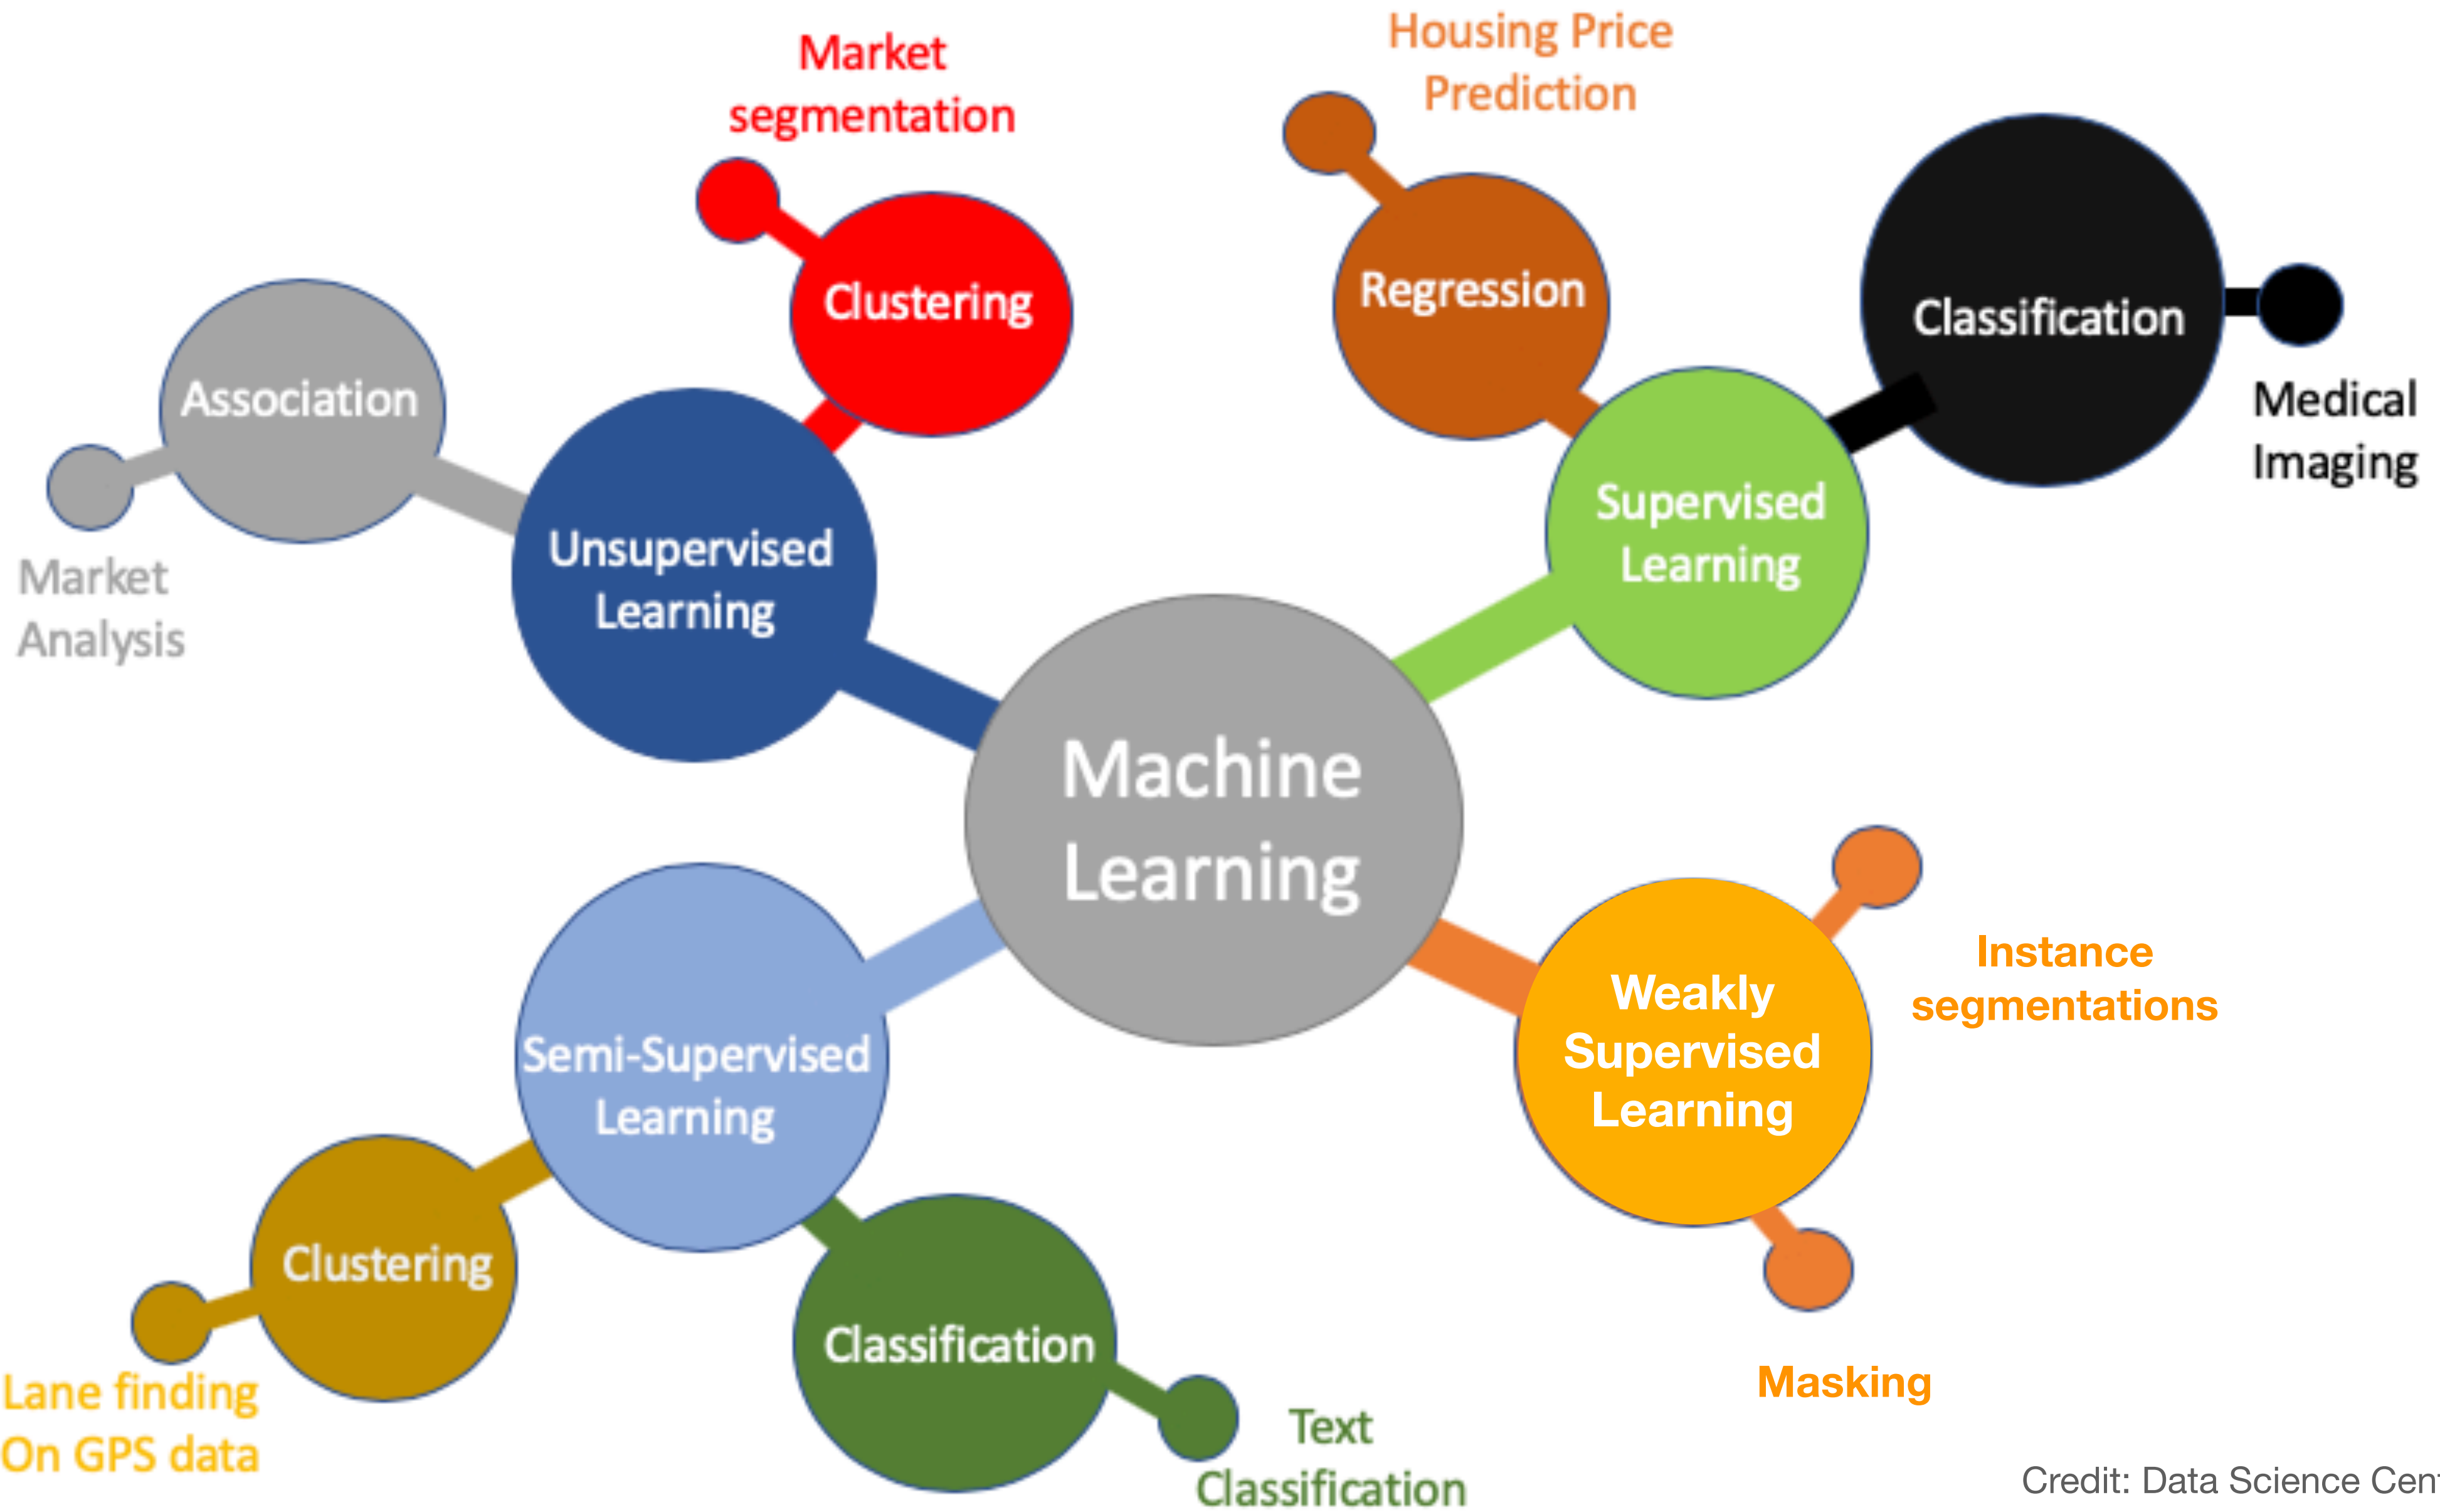 Housing Price
Prediction
Market
segmentation
Clustering
Regression
Classification
Association
Medical
Imaging
Supervised
Learning
Unsupervised
Learning
Market
Analysis
Machine
Learning
Instance
segmentations
Weakly
Supervised
Learning
Semi-Supervised
Learning
Clustering
Classification
Masking
Lane finding
On GPS data
Text
Classification
Credit: Data Science